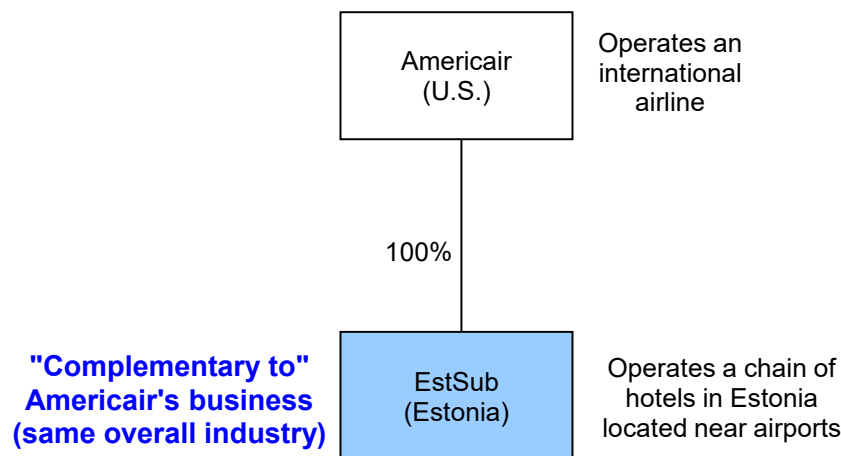 Americair
(U.S.)
Operates an
international
airline
100%
"Complementary to"
Americair's business
(same overall industry)
EstSub
(Estonia)
Operates a chain of
hotels in Estonia
located near airports